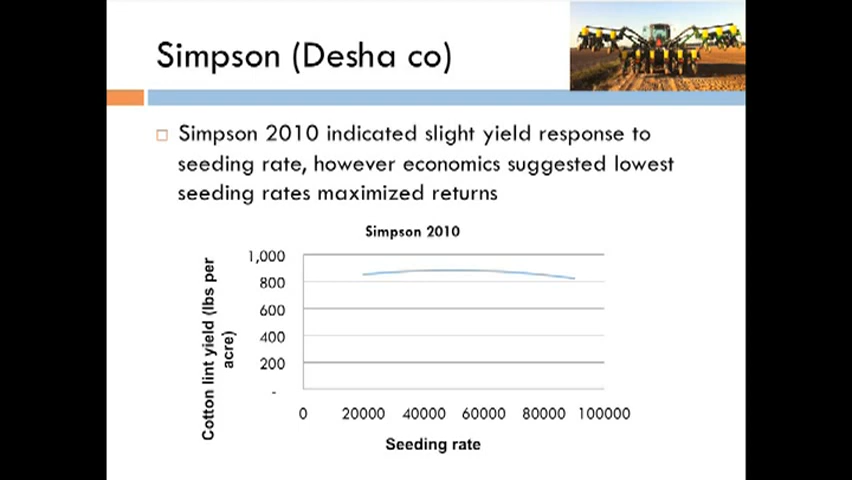 Simpson (Desha co)
Simpson 2010 indicated slight yield response to
seeding rate, however economics suggested lowest
seeding rates maximized returns
Simpson 2010
Cotton lint yield (lbs per
acre)
1,000
800
600
400
200
-
0 20000 40000 60000 80000 100000
Seeding rate